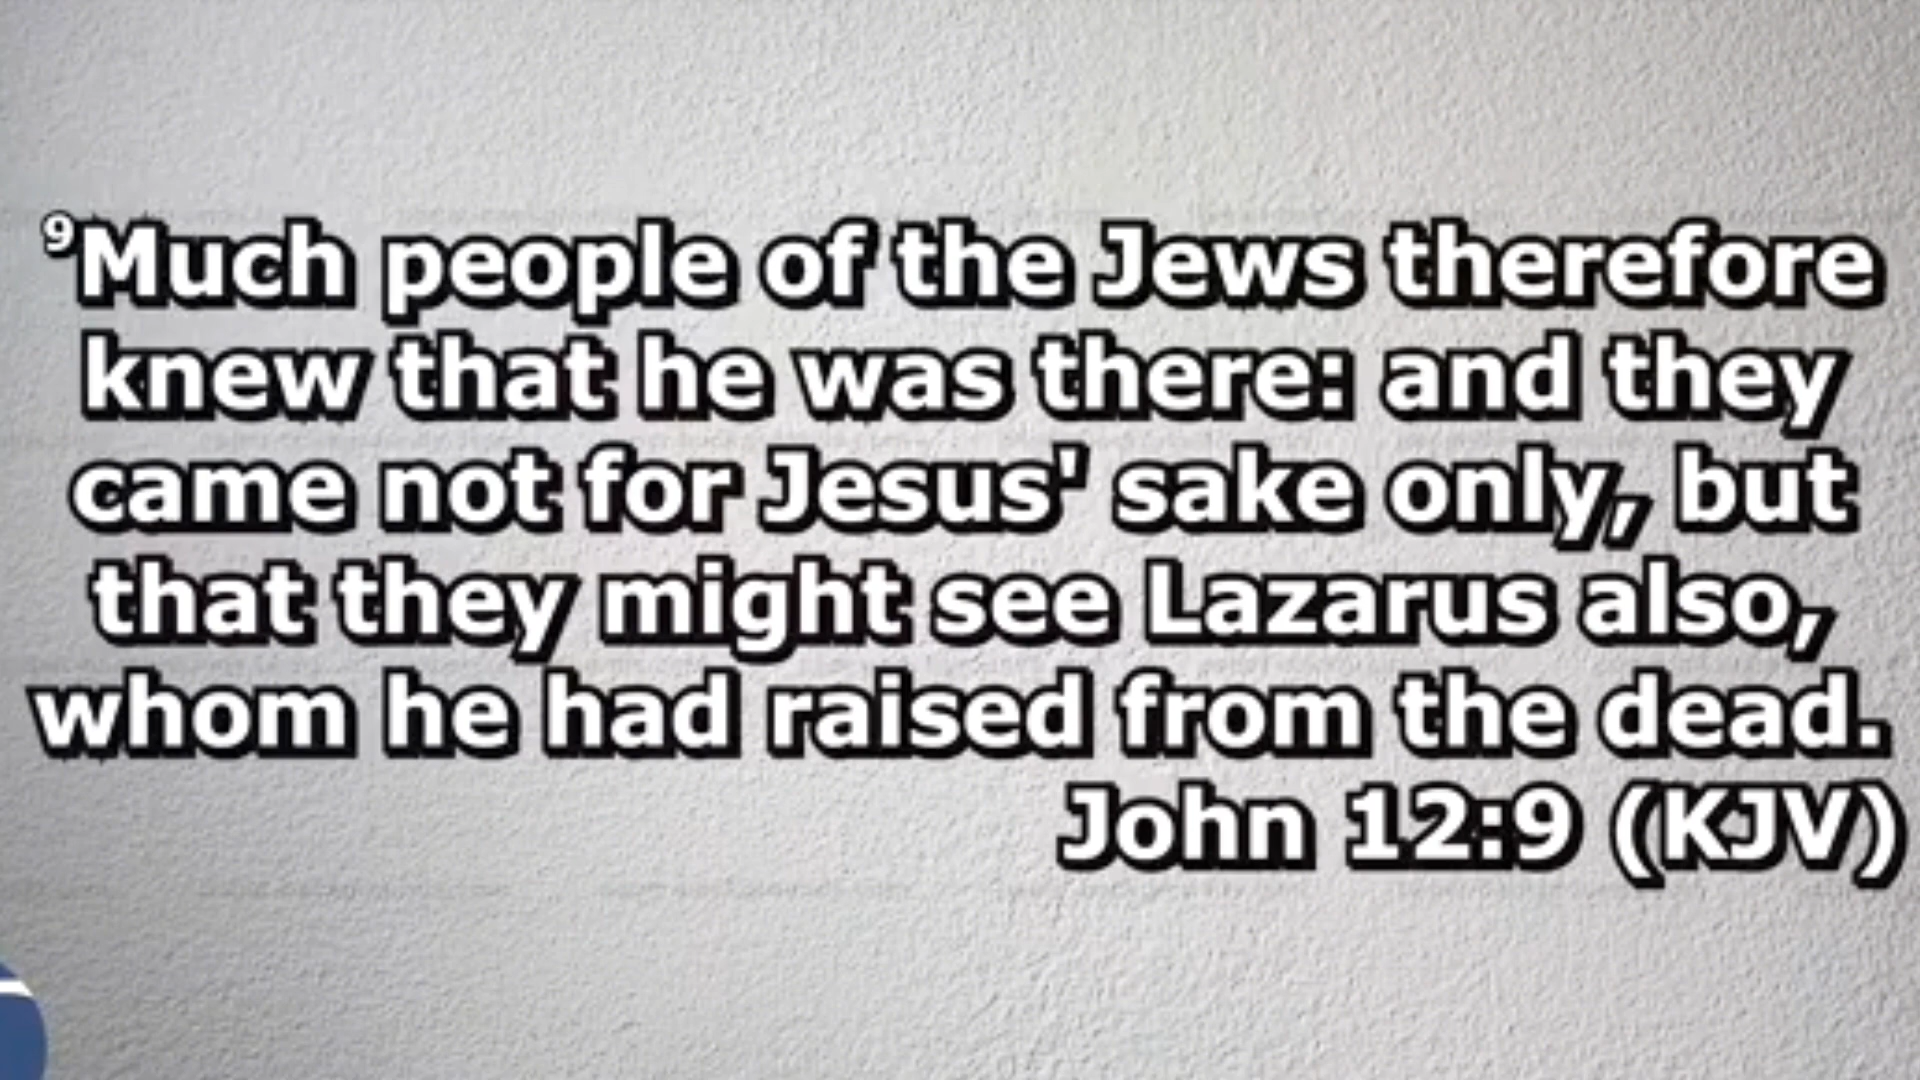 ⁹Much people of the Jews therefore
knew that he was there: and they
came not for Jesus' sake only, but
that they might see Lazarus also,
whom he had raised from the dead.
John 12:9 (KJV)